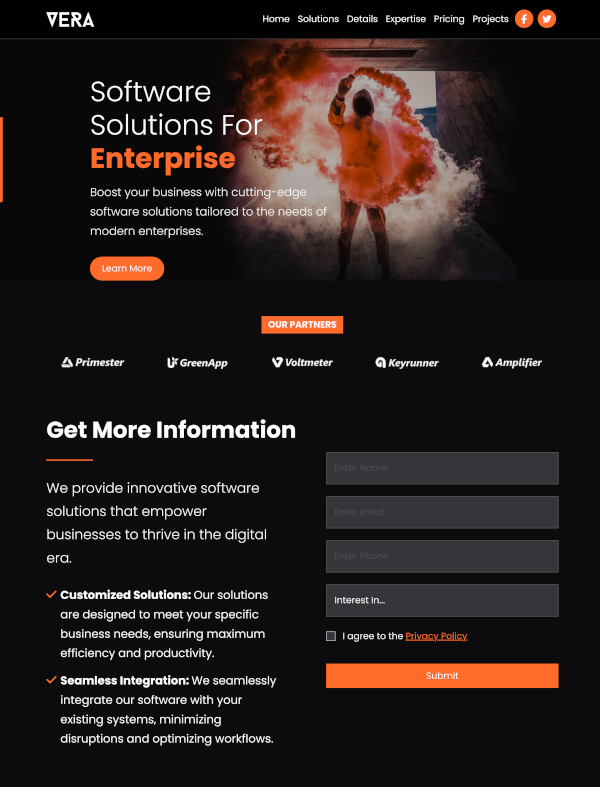 VERA
Home Solutions Details Expertise Pricing Projects
Software
Solutions For
Enterprise
Boost your business with cutting-edge
software solutions tailored to the needs of
modern enterprises.
Learn More
OUR PARTNERS
Primester GreenApp Voltmeter Keyrunner Amplifier
Get More Information
We provide innovative software
solutions that empower
businesses to thrive in the digital
era.
Customized Solutions: Our solutions
are designed to meet your specific
business needs, ensuring maximum
efficiency and productivity.
Seamless Integration: We seamlessly
integrate our software with your
existing systems, minimizing
disruptions and optimizing workflows.
Enter Name
Enter Email
Enter Phone
Interest In...
I agree to the Privacy Policy
Submit